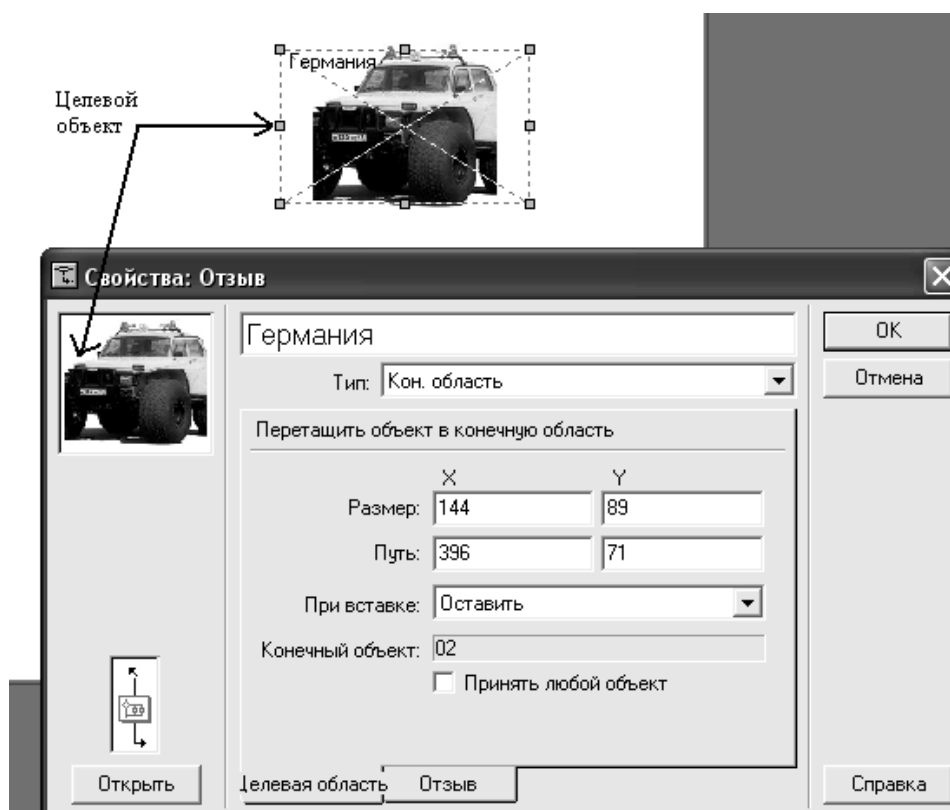 Германия
Целевой
объект
Свойства: Отзыв
Германия
OK
Тип: Кон. область
Отмена
Перетащить объект в конечную область
X Y
Размер: 144 89
Путь: 396 71
При вставке: Оставить
Конечный объект: 02
Принять любой объект
Открыть
Целевая область Отзыв
Справка